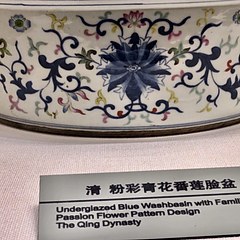 清 粉彩青花番莲脸盆
Underglazed Blue Washbasin with Famil
Passion Flower Pattern Design
The Qing Dynasty